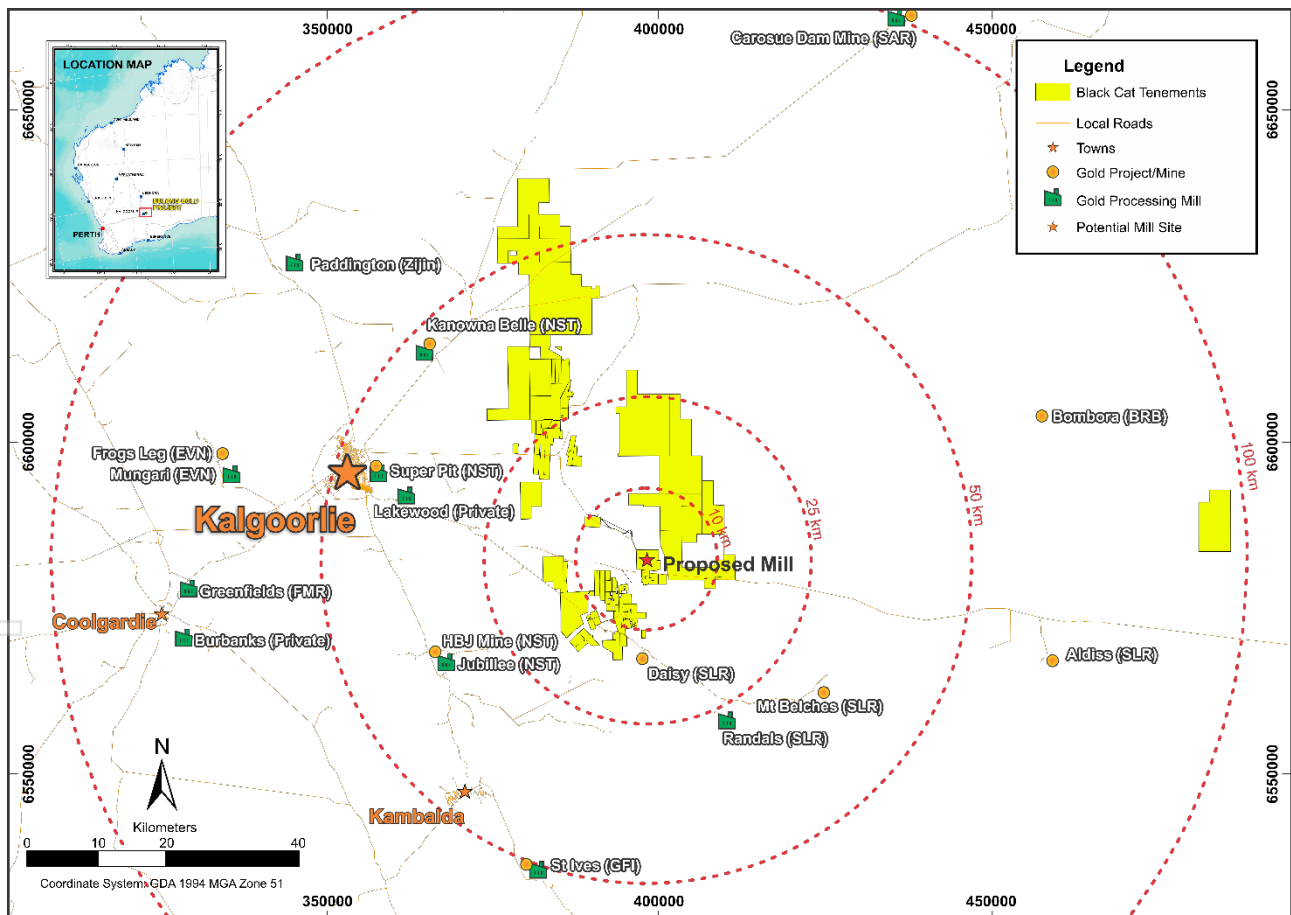 350000
400000
450000
Carosue Dam Mine (SAR)
LOCATION MAP
BULONG GOLD
PROJECT
PERTH
Legend
Black Cat Tenements
Local Roads
Towns
Gold Project/Mine
Gold Processing Mill
Potential Mill Site
6650000
6650000
Paddington (Zijin)
Kanowna Belle (NST)
Bombora (BRB)
6600000
6600000
Frogs Leg (EVN)
Mungari (EVN)
Super Pit (NST)
Lakewood (Private)
Kalgoorlie
10 km
25 km
50 km
100 km
Proposed Mill
Greenfields (FMR)
Coolgardie
Burbanks (Private)
HBJ Mine (NST)
Jubillee (NST)
Daisy (SLR)
Aldiss (SLR)
Mt Belches (SLR)
Randals (SLR)
6550000
6550000
N
Kambalda
Kilometers
0 10 20 40
St Ives (GFI)
Coordinate System: GDA 1994 MGA Zone 51
350000
400000
450000